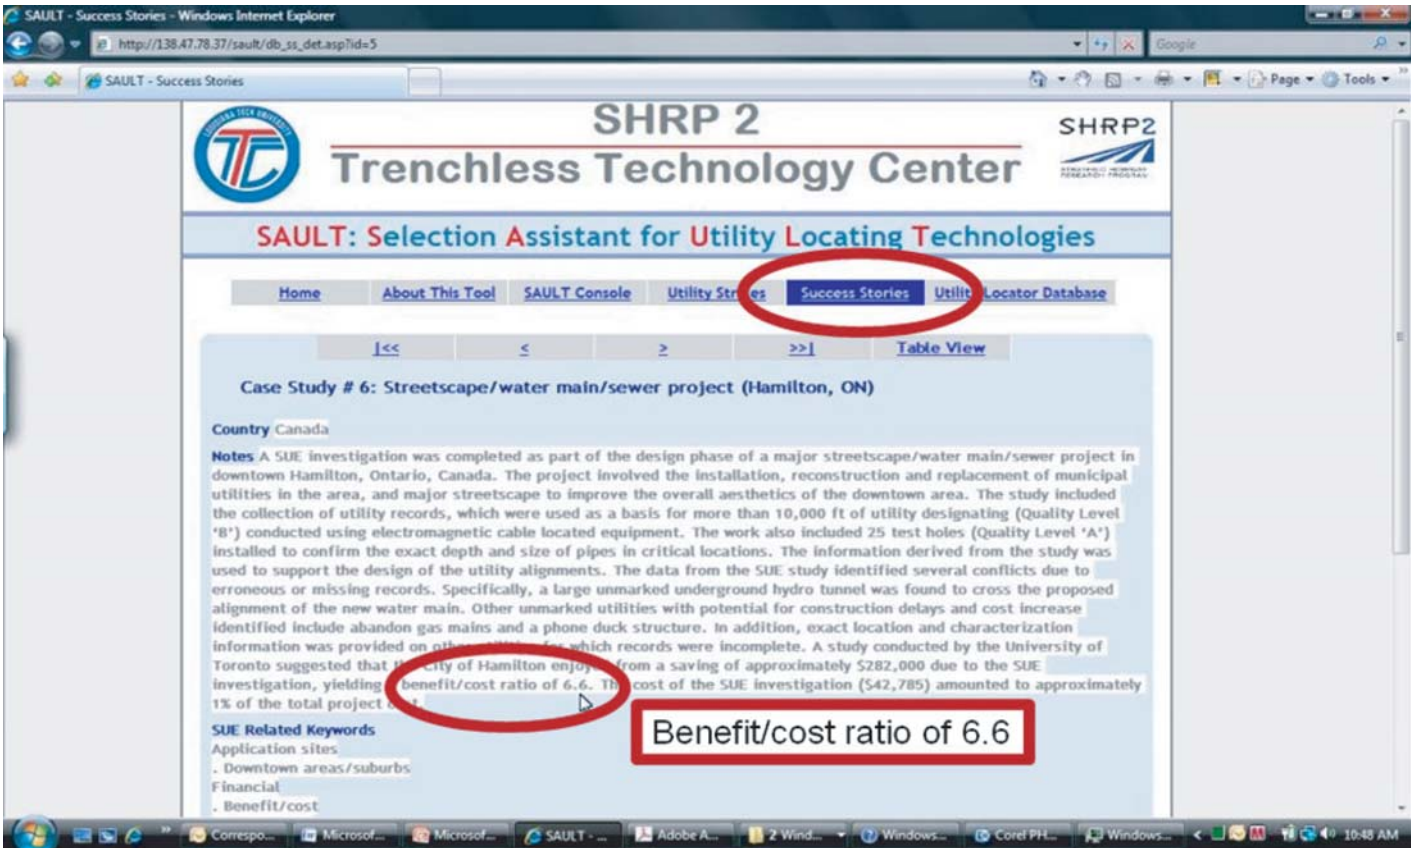 SAULT - Success Stories - Windows Internet Explorer
http://138.47.78.37/sault/db_ss_det.asp?id=5
Google
SAULT - Success Stories
Page
Tools
LOUISIANA TECH UNIVERSITY
TTC
SHRP 2
Trenchless Technology Center
SHRP2
STRATEGIC HIGHWAY
RESEARCH PROGRAM
SAULT: Selection Assistant for Utility Locating Technologies
Home About This Tool SAULT Console Utility Success Stories Locator Database
|<< < > >>| Table View
Case Study # 6: Streetscape/water main/sewer project (Hamilton, ON)
Country Canada
Notes A SUE investigation was completed as part of the design phase of a major streetscape/water main/sewer project in
downtown Hamilton, Ontario, Canada. The project involved the installation, reconstruction and replacement of municipal
utilities in the area, and major streetscape to improve the overall aesthetics of the downtown area. The study included
the collection of utility records, which were used as a basis for more than 10,000 ft of utility designating (Quality Level
'B') conducted using electromagnetic cable located equipment. The work also included 25 test holes (Quality Level 'A')
installed to confirm the exact depth and size of pipes in critical locations. The information derived from the study was
used to support the design of the utility alignments. The data from the SUE study identified several conflicts due to
erroneous or missing records. Specifically, a large unmarked underground hydro tunnel was found to cross the proposed
alignment of the new water main. Other unmarked utilities with potential for construction delays and cost increase
identified include abandon gas mains and a phone duck structure. In addition, exact location and characterization
information was provided on which records were incomplete. A study conducted by the University of
Toronto suggested that City of Hamilton from a saving of approximately $282,000 due to the SUE
investigation, yielding benefit/cost ratio of 6.6. cost of the SUE investigation ($42,785) amounted to approximately
1% of the total project
SUE Related Keywords
Application sites
. Downtown areas/suburbs
Financial
. Benefit/cost
Benefit/cost ratio of 6.6
Correspo... Microsof... Microsof... SAULT - ... Adobe A... 2 Wind... Windows... Corel PH... Windows... 10:48 AM